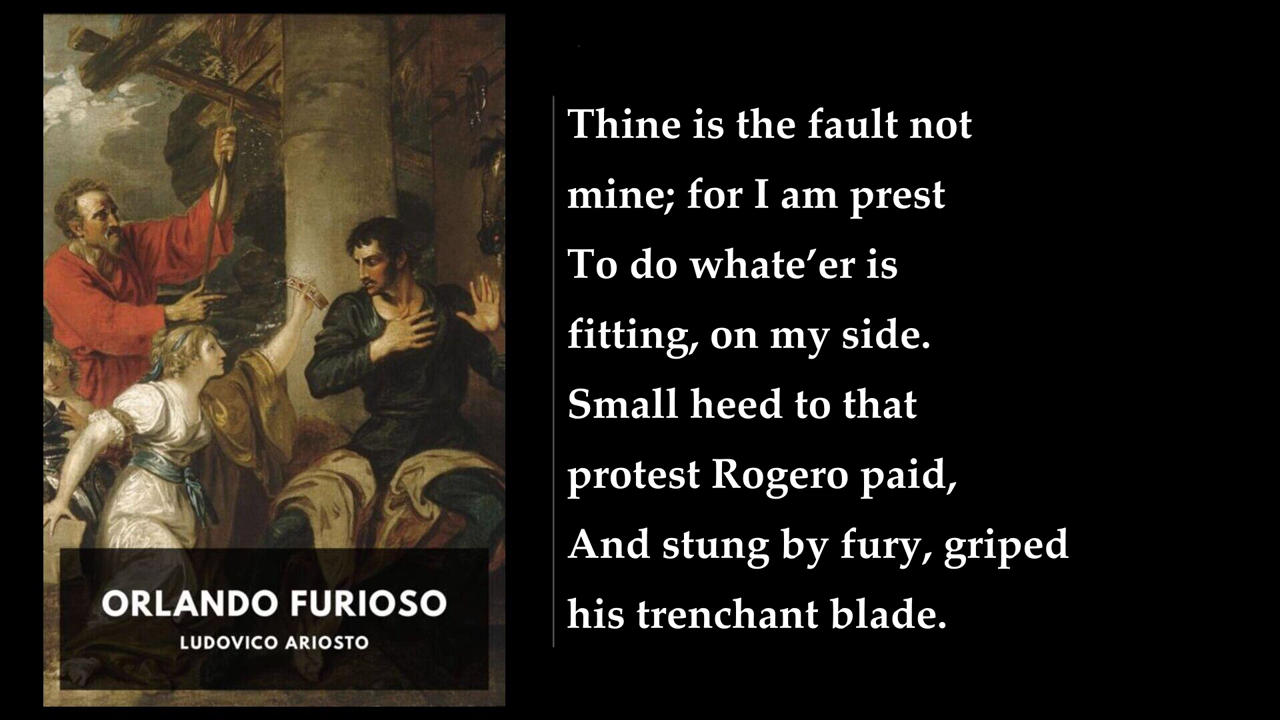 Thine is the fault not
mine; for I am prest
To do whate’er is
fitting, on my side.
Small heed to that
protest Rogero paid,
And stung by fury, griped
his trenchant blade.
ORLANDO FURIOSO
LUDOVICO ARIOSTO